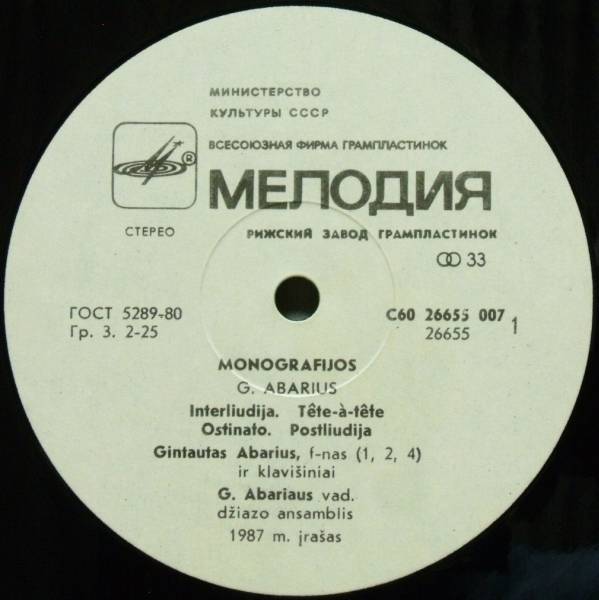 МИНИСТЕРСТВО
КУЛЬТУРЫ СССР
ВСЕСОЮЗНАЯ ФИРМА ГРАМПЛАСТИНОК
®
МЕЛОДИЯ
СТЕРЕО
РИЖСКИЙ ЗАВОД ГРАМПЛАСТИНОК
33
ГОСТ 5289-80
Гр. 3. 2-25
С60 26655 007
26655
1
MONOGRAFIJOS
G. ABARIUS
Interliudija. Tête-à-tête
Ostinato. Postliudija
Gintautas Abarius, f-nas (1, 2, 4)
ir klavišiniai
G. Abariaus vad.
džiazo ansamblis
1987 m. įrašas